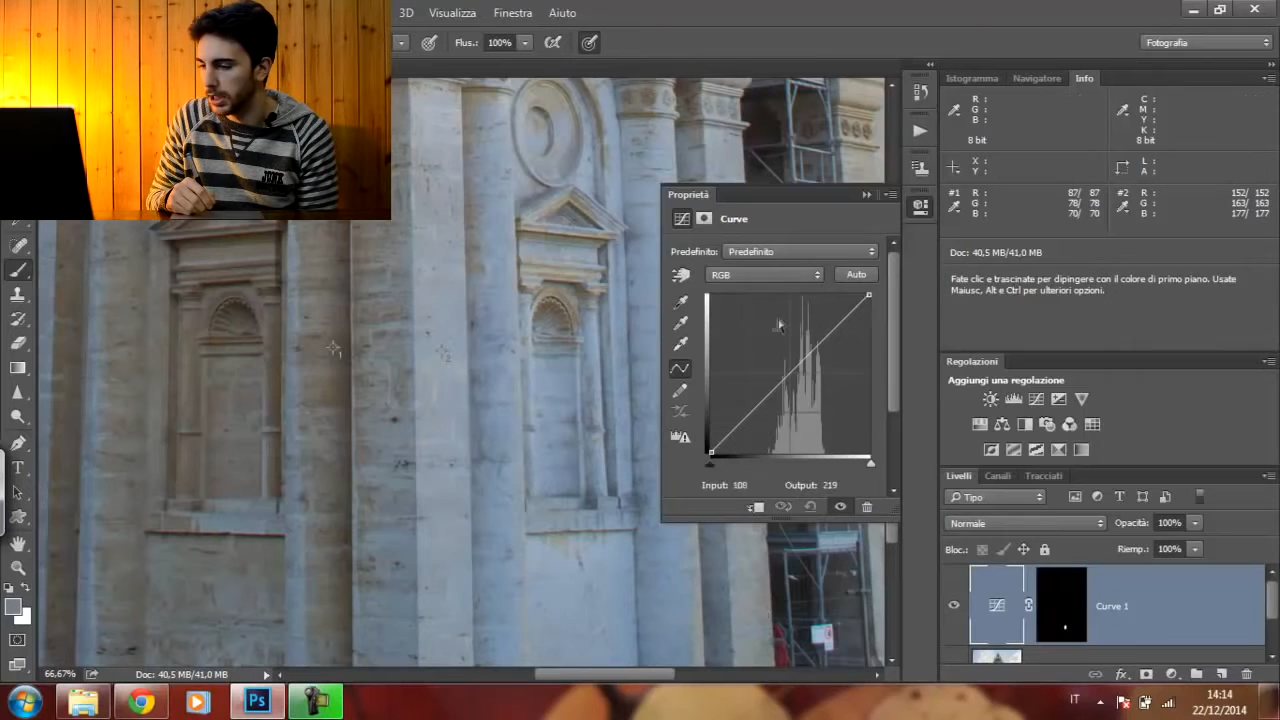 3D Visualizza Finestra Aiuto
Flus.: 100%
Fotografia
JUNK
Istogramma Navigatore Info
R :
G :
B :
8 bit
C :
M :
Y :
K :
8 bit
X :
Y :
L :
A :
#1 R : 87/ 87
G : 78/ 78
B : 70/ 70
#2 R : 152/ 152
G : 163/ 163
B : 177/ 177
Doc: 40,5 MB/41,0 MB
Fate clic e trascinate per dipingere con il colore di primo piano. Usate
Maiusc, Alt e Ctrl per ulteriori opzioni.
Proprietà
Curve
Predefinito: Predefinito
RGB Auto
Input: 108 Output: 219
Regolazioni
Aggiungi una regolazione
Livelli Canali Tracciati
Tipo
Normale Opacità: 100%
Bloc.: Riemp.: 100%
Curve 1
1
2
66,67% Doc: 40,5 MB/41,0 MB
Ps
IT
14:14
22/12/2014